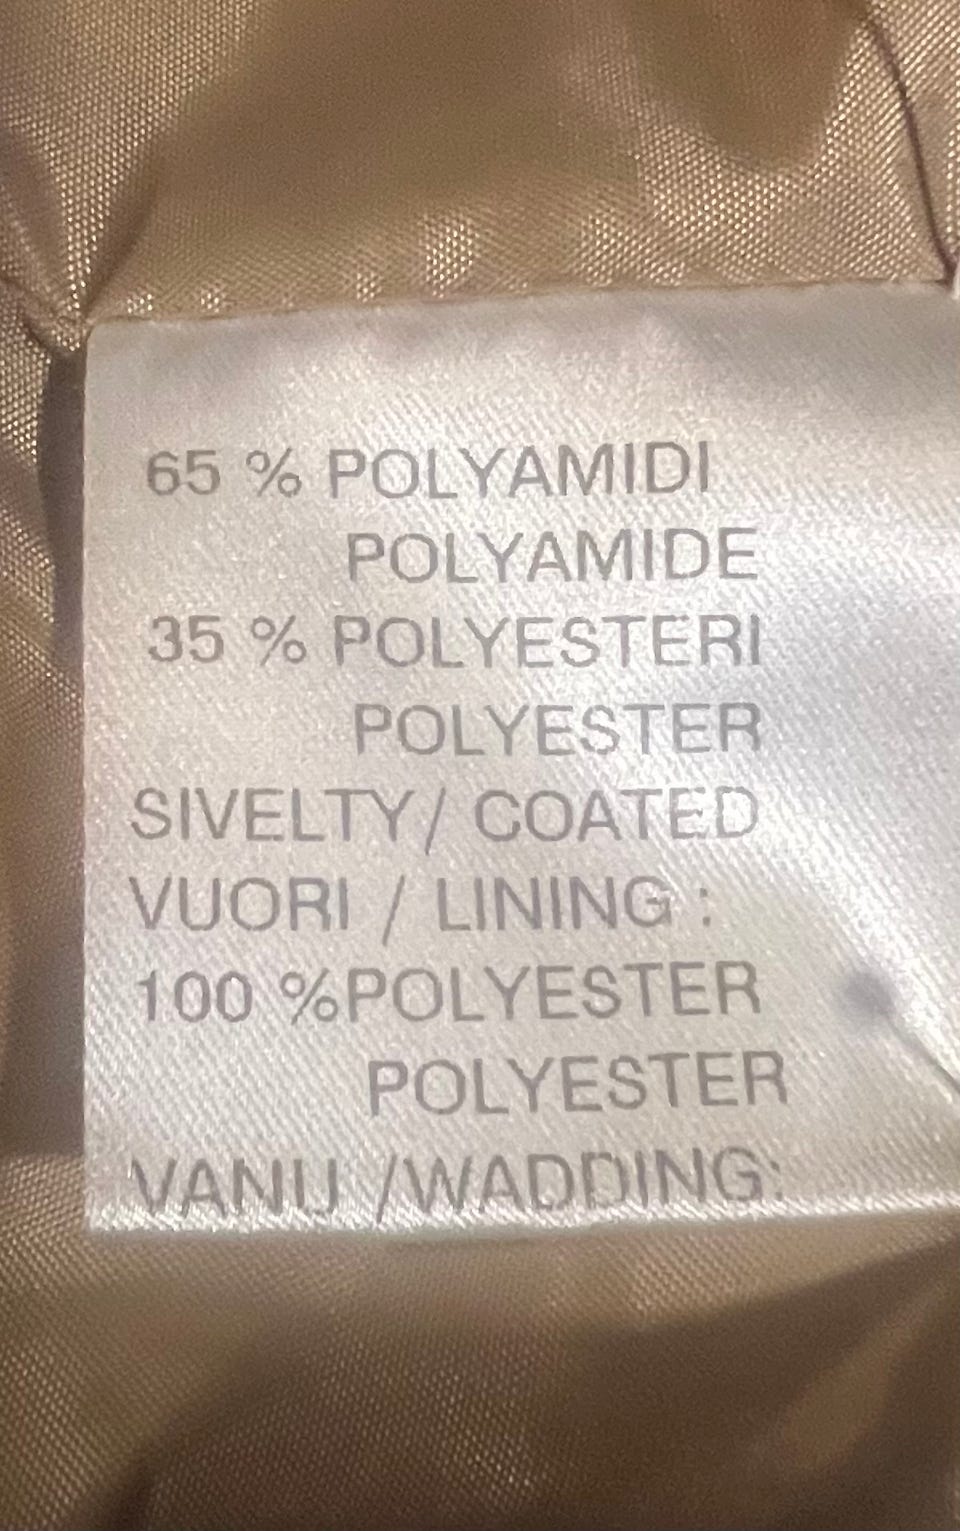 65 % POLYAMIDI
POLYAMIDE
35 % POLYESTERI
POLYESTER
SIVELTY/ COATED
VUORI / LINING :
100 %POLYESTER
POLYESTER
VANU /WADDING: